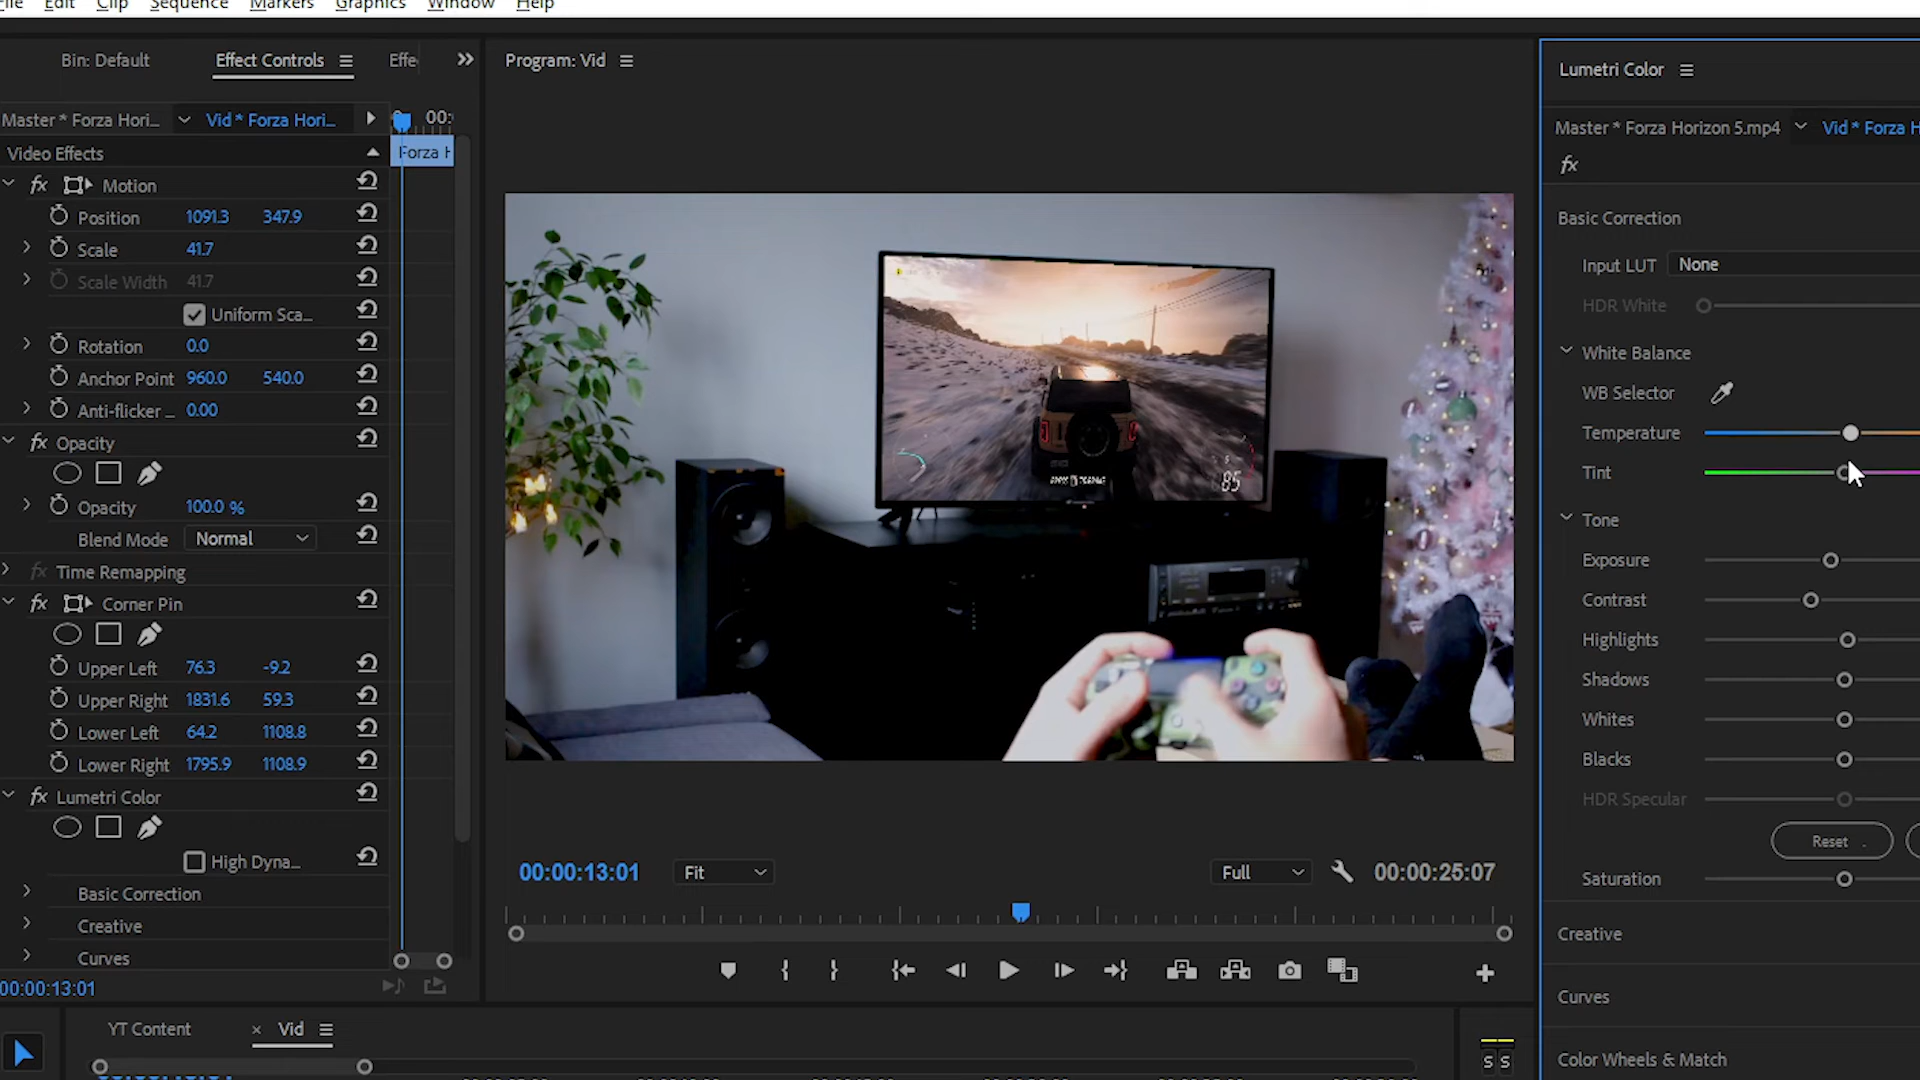 File Edit Clip Sequence Markers Graphics Window Help
Bin: Default Effect Controls Effe
Master * Forza Hori... Vid * Forza Hori... 00:
Video Effects Forza H
fx Motion
Position 1091.3 347.9
Scale 41.7
Scale Width 41.7
Uniform Sca...
Rotation 0.0
Anchor Point 960.0 540.0
Anti-flicker ... 0.00
fx Opacity
Opacity 100.0 %
Blend Mode Normal
fx Time Remapping
fx Corner Pin
Upper Left 76.3 -9.2
Upper Right 1831.6 59.3
Lower Left 64.2 1108.8
Lower Right 1795.9 1108.9
fx Lumetri Color
High Dyna...
Basic Correction
Creative
Curves
00:00:13:01
Program: Vid
85
00:00:13:01 Fit Full 00:00:25:07
YT Content × Vid
S S
Lumetri Color
Master * Forza Horizon 5.mp4 Vid * Forza H
fx
Basic Correction
Input LUT None
HDR White
White Balance
WB Selector
Temperature
Tint
Tone
Exposure
Contrast
Highlights
Shadows
Whites
Blacks
HDR Specular
Reset
Saturation
Creative
Curves
Color Wheels & Match